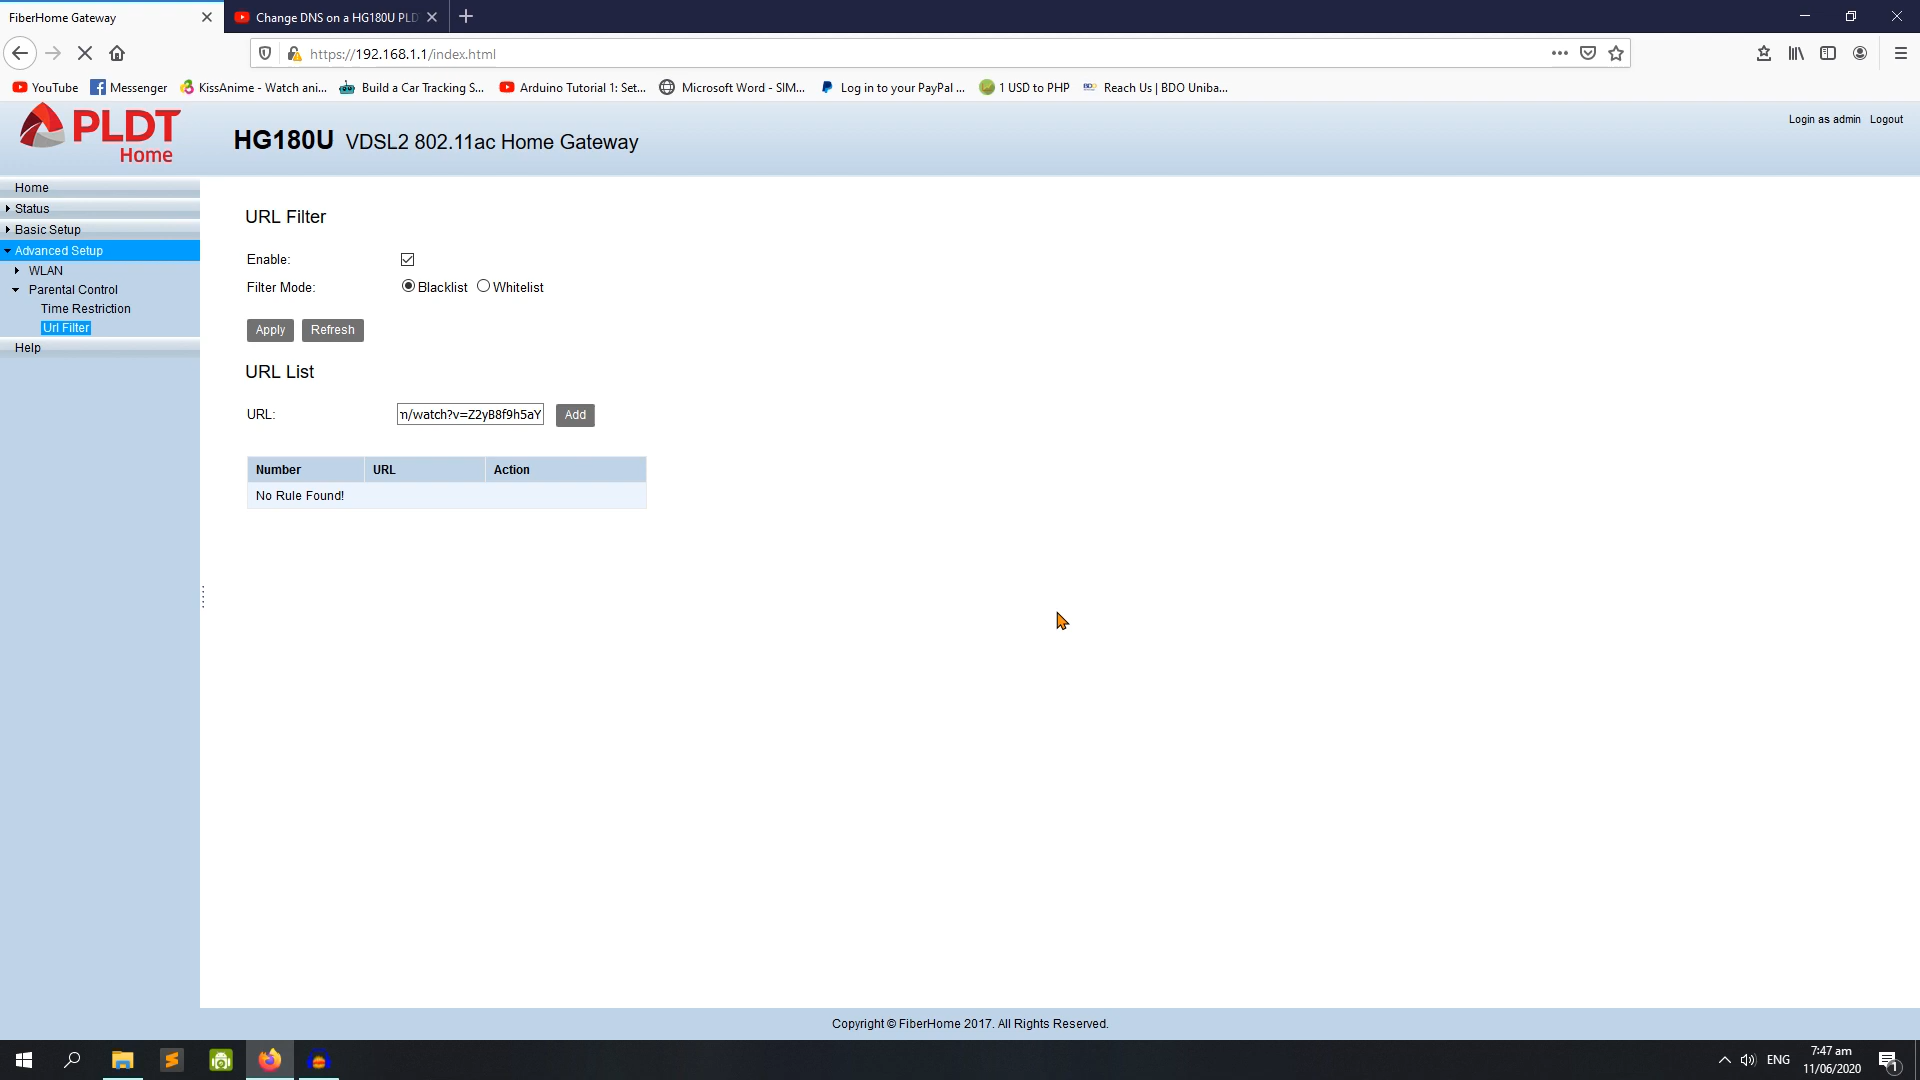 FiberHome Gateway
Change DNS on a HG180U PLD
https://192.168.1.1/index.html
YouTube
Messenger
KissAnime - Watch ani...
Build a Car Tracking S...
Arduino Tutorial 1: Set...
Microsoft Word - SIM...
Log in to your PayPal ...
1 USD to PHP
BDO
Reach Us | BDO Uniba...
PLDT
Home
HG180U VDSL2 802.11ac Home Gateway
Login as admin Logout
Home
Status
Basic Setup
Advanced Setup
WLAN
Parental Control
Time Restriction
Url Filter
Help
URL Filter
Enable:
Filter Mode: Blacklist Whitelist
Apply Refresh
URL List
URL: m/watch?v=Z2yB8f9h5aY Add
Number URL Action
No Rule Found!
Copyright © FiberHome 2017. All Rights Reserved.
ENG
7:47 am
11/06/2020
1